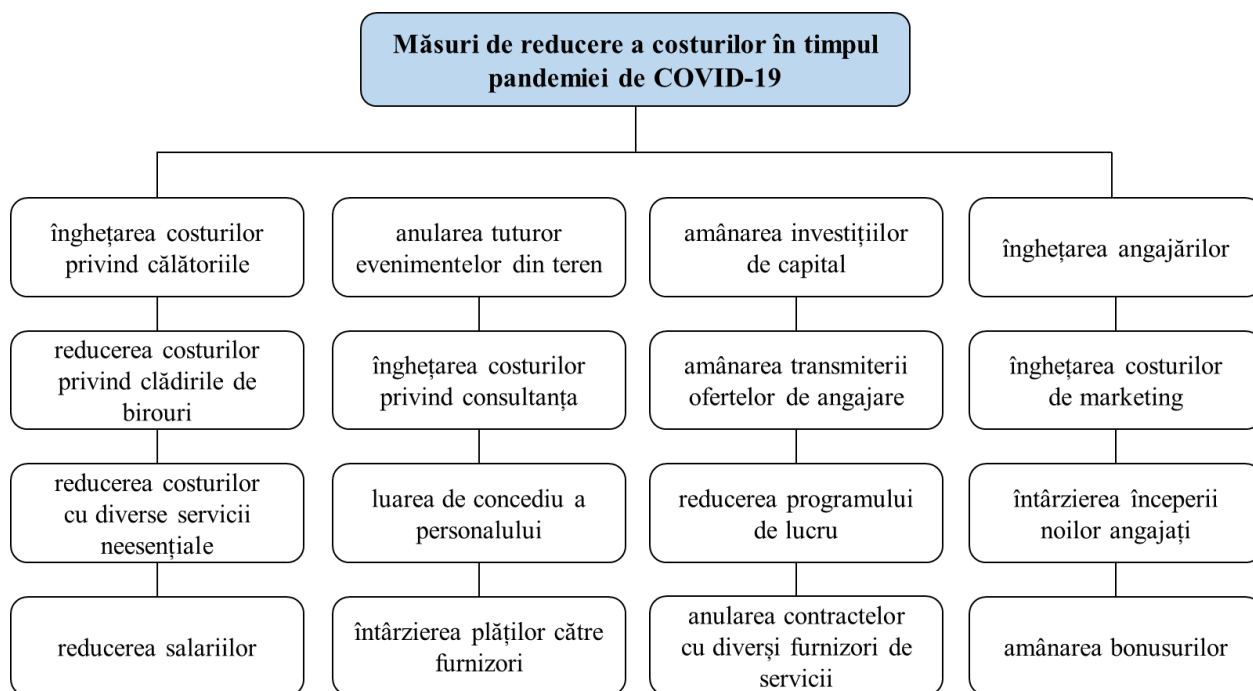 Măsuri de reducere a costurilor în timpul
pandemiei de COVID-19
înghețarea costurilor
privind călătoriile
anularea tuturor
evenimentelor din teren
amânarea investițiilor
de capital
înghețarea angajărilor
reducerea costurilor
privind clădirile de
birouri
înghețarea costurilor
privind consultanța
amânarea transmiterii
ofertelor de angajare
înghețarea costurilor
de marketing
reducerea costurilor
cu diverse servicii
neesențiale
luarea de concediu a
personalului
reducerea programului
de lucru
întârzierea începerii
noilor angajați
reducerea salariilor
întârzierea plăților către
furnizori
anularea contractelor
cu diverși furnizori de
servicii
amânarea bonusurilor